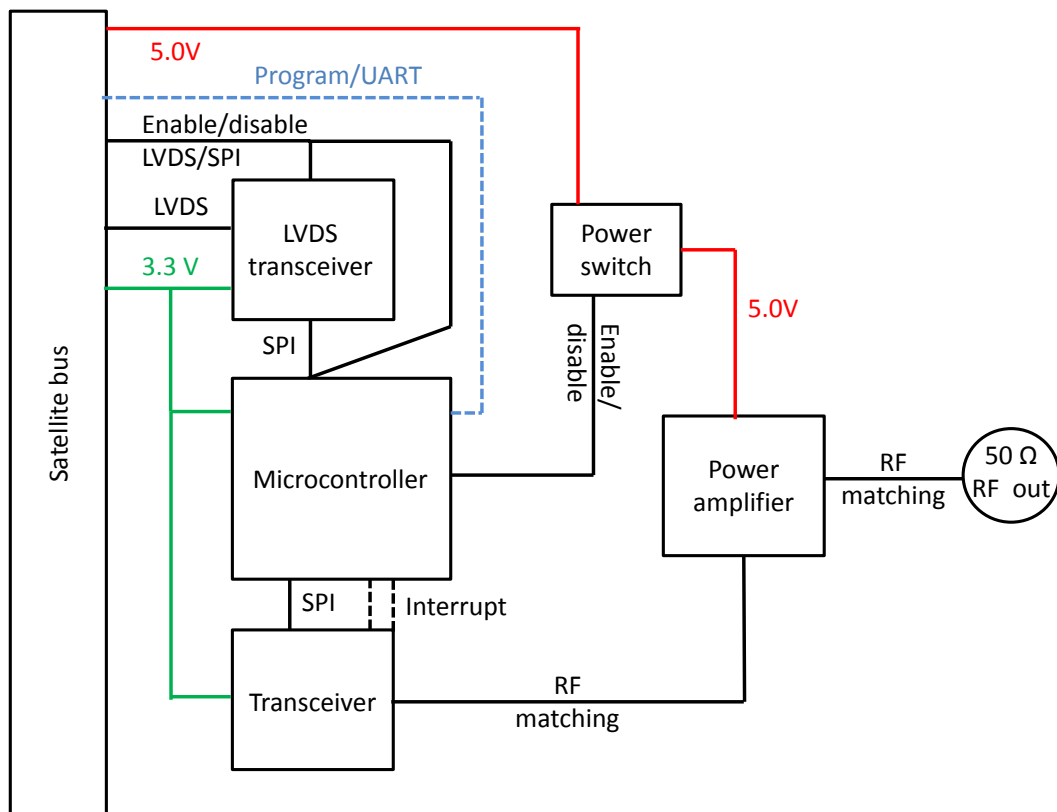 5.0V
Program/UART
Enable/disable
LVDS/SPI
LVDS
LVDS
transceiver
3.3 V
Power
switch
5.0V
SPI
Enable/
disable
Satellite bus
Microcontroller
Power
amplifier
RF
matching
50 Ω
RF out
SPI
Interrupt
Transceiver
RF
matching